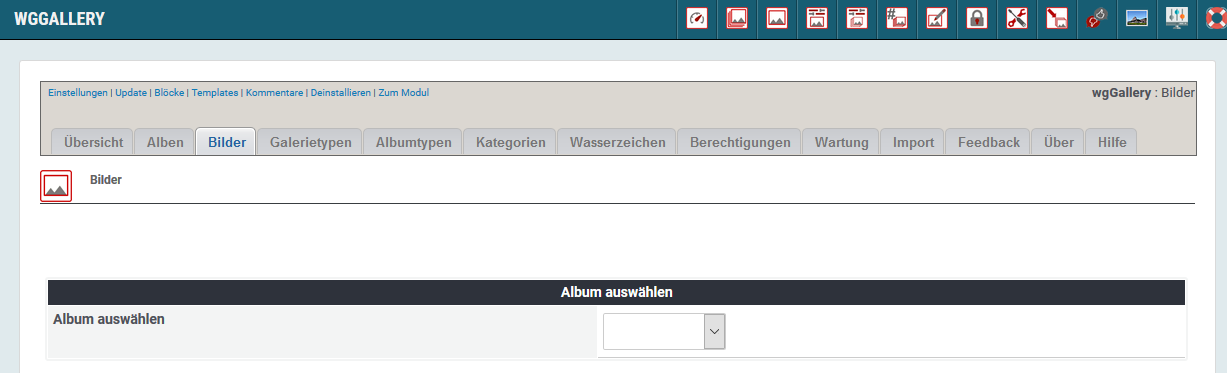 WGGALLERY
Einstellungen | Update | Blöcke | Templates | Kommentare | Deinstallieren | Zum Modul
wgGallery : Bilder
Übersicht Alben Bilder Galerietypen Albumtypen Kategorien Wasserzeichen Berechtigungen Wartung Import Feedback Über Hilfe
Bilder
Album auswählen
Album auswählen